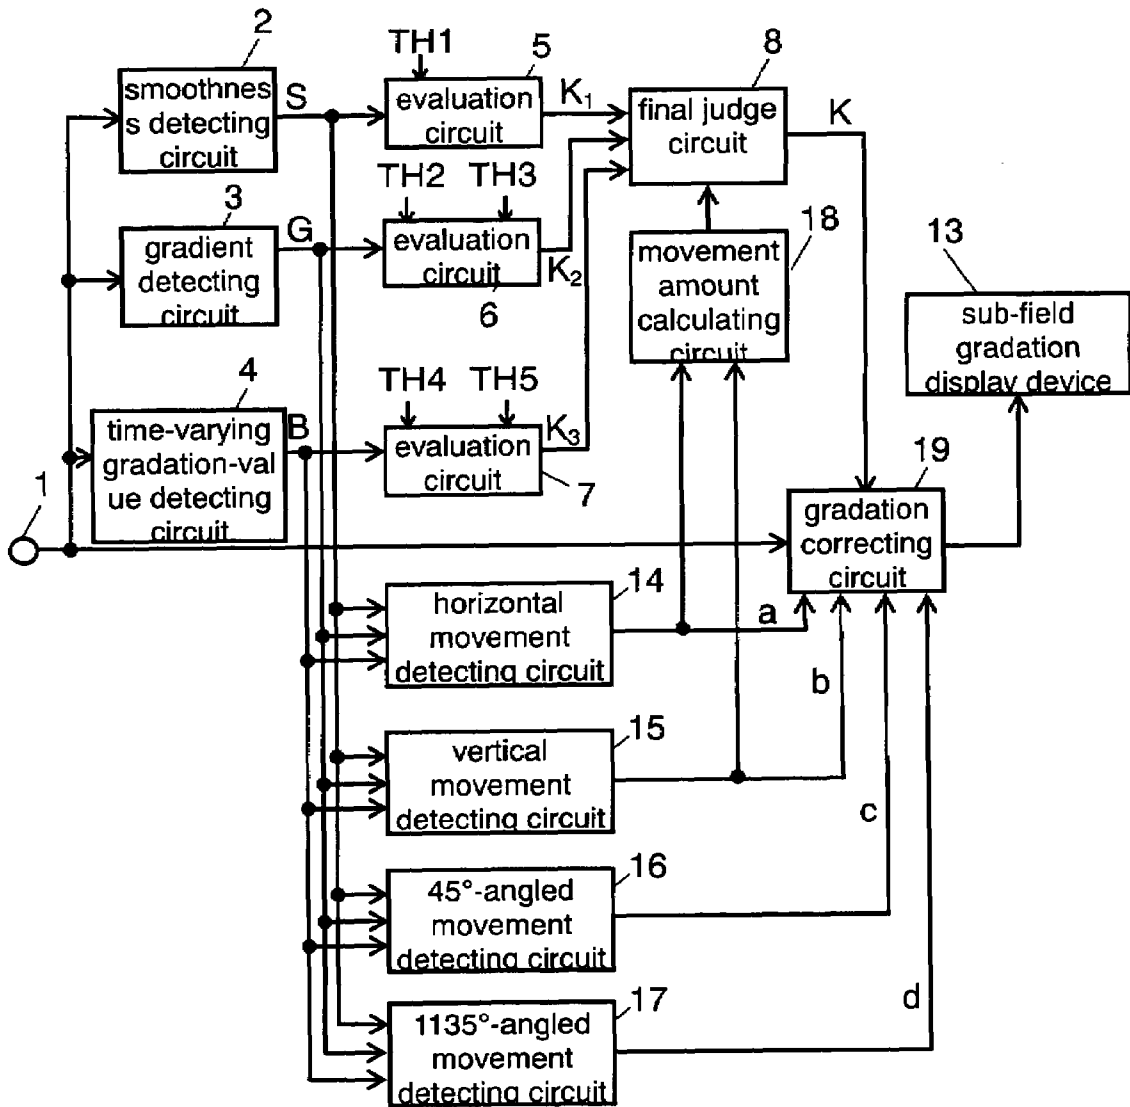 2
smoothnes
s detecting
circuit
S
TH1
5
evaluation
circuit
K1
8
final judge
circuit
K
3
gradient
detecting
circuit
G
TH2 TH3
evaluation
circuit
6
K2
movement
amount
calculating
circuit
18
13
sub-field
gradation
display device
4
time-varying
gradation-val
ue detecting
circuit
B
TH4 TH5
evaluation
circuit
7
K3
1
19
gradation
correcting
circuit
14
horizontal
movement
detecting circuit
a
b
15
vertical
movement
detecting circuit
c
16
45°-angled
movement
detecting circuit
d
17
1135°-angled
movement
detecting circuit